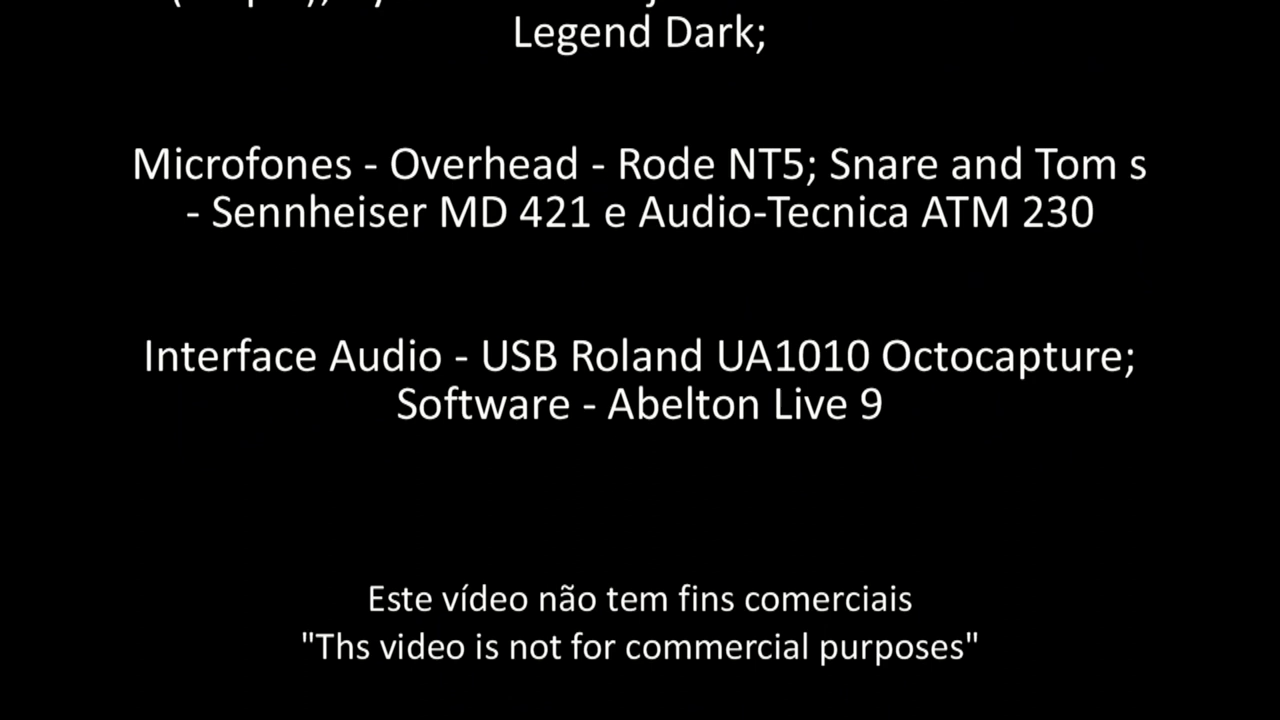 Legend Dark;
Microfones - Overhead - Rode NT5; Snare and Tom s
- Sennheiser MD 421 e Audio-Tecnica ATM 230
Interface Audio - USB Roland UA1010 Octocapture;
Software - Abelton Live 9
Este vídeo não tem fins comerciais
"Ths video is not for commercial purposes"